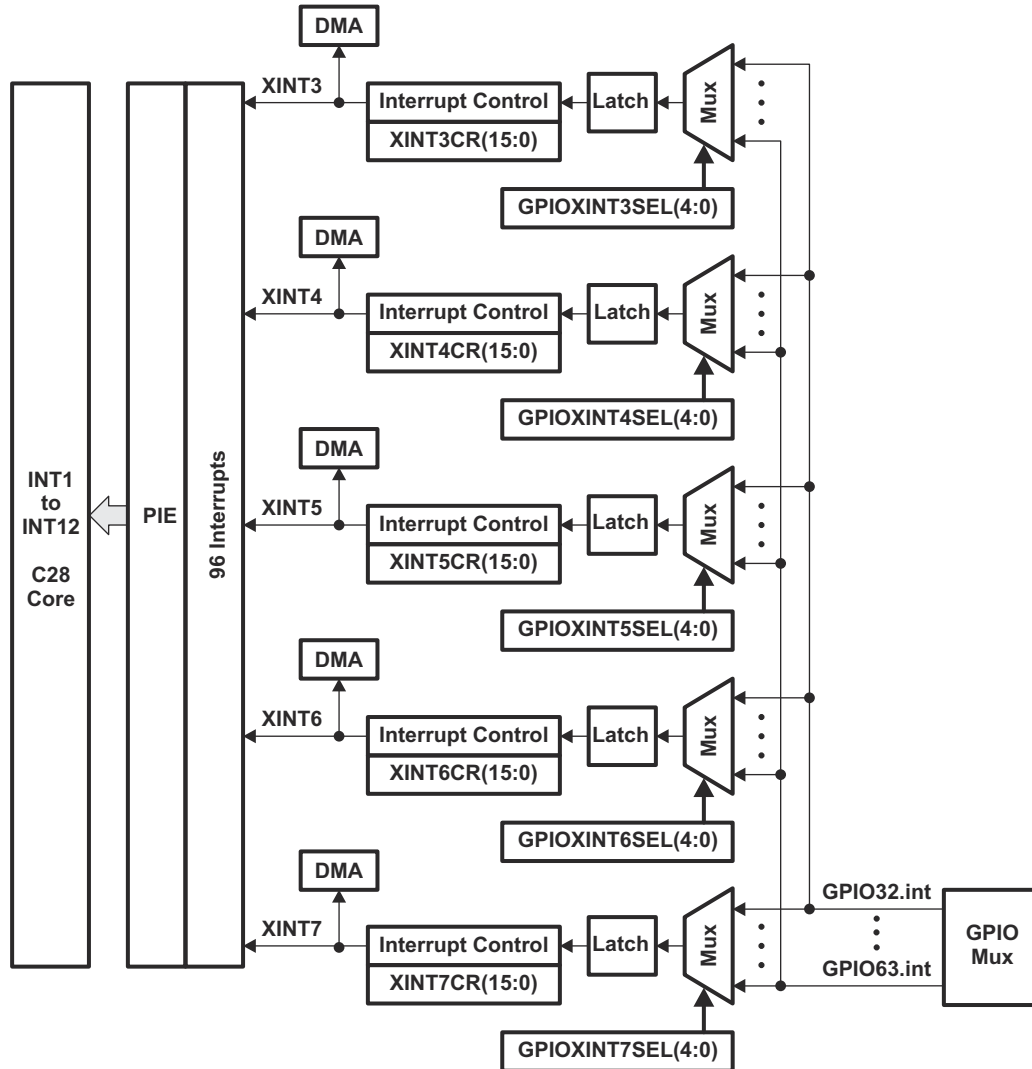 DMA
XINT3
Interrupt Control
XINT3CR(15:0)
Latch
Mux
GPIOXINT3SEL(4:0)
DMA
XINT4
Interrupt Control
XINT4CR(15:0)
Latch
Mux
GPIOXINT4SEL(4:0)
INT1
to
INT12
C28
Core
PIE
96 Interrupts
DMA
XINT5
Interrupt Control
XINT5CR(15:0)
Latch
Mux
GPIOXINT5SEL(4:0)
DMA
XINT6
Interrupt Control
XINT6CR(15:0)
Latch
Mux
GPIOXINT6SEL(4:0)
DMA
XINT7
Interrupt Control
XINT7CR(15:0)
Latch
Mux
GPIOXINT7SEL(4:0)
GPIO32.int
GPIO63.int
GPIO
Mux